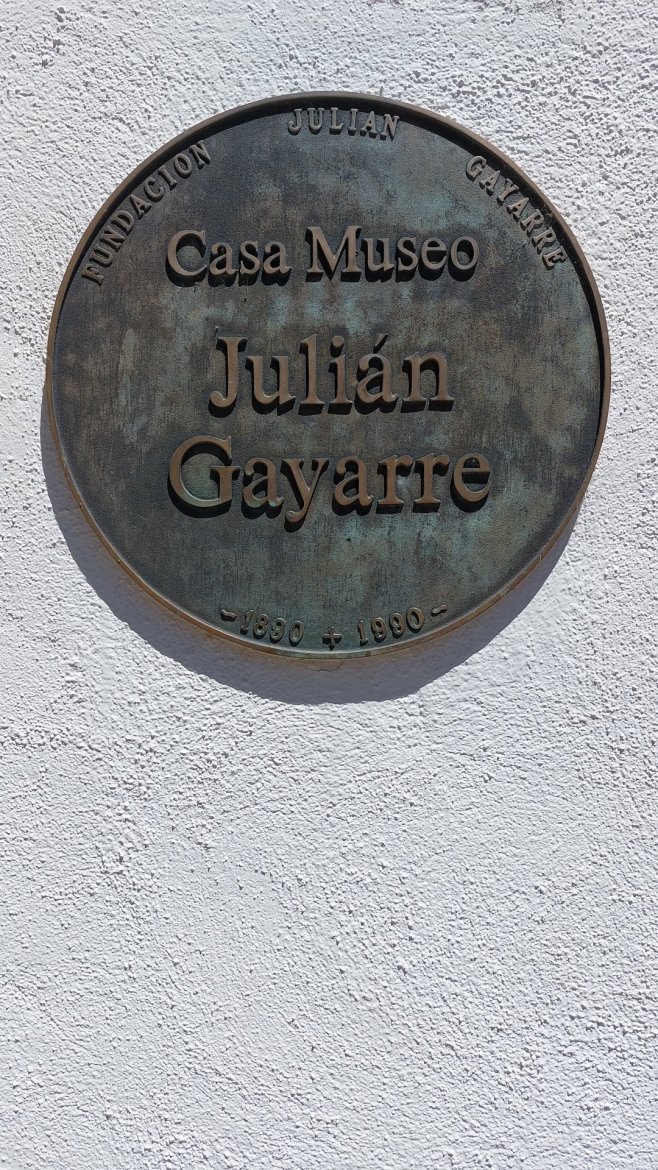 FUNDACION JULIAN GAYARRE
Casa Museo
Julián
Gayarre
-1890 + 1990-